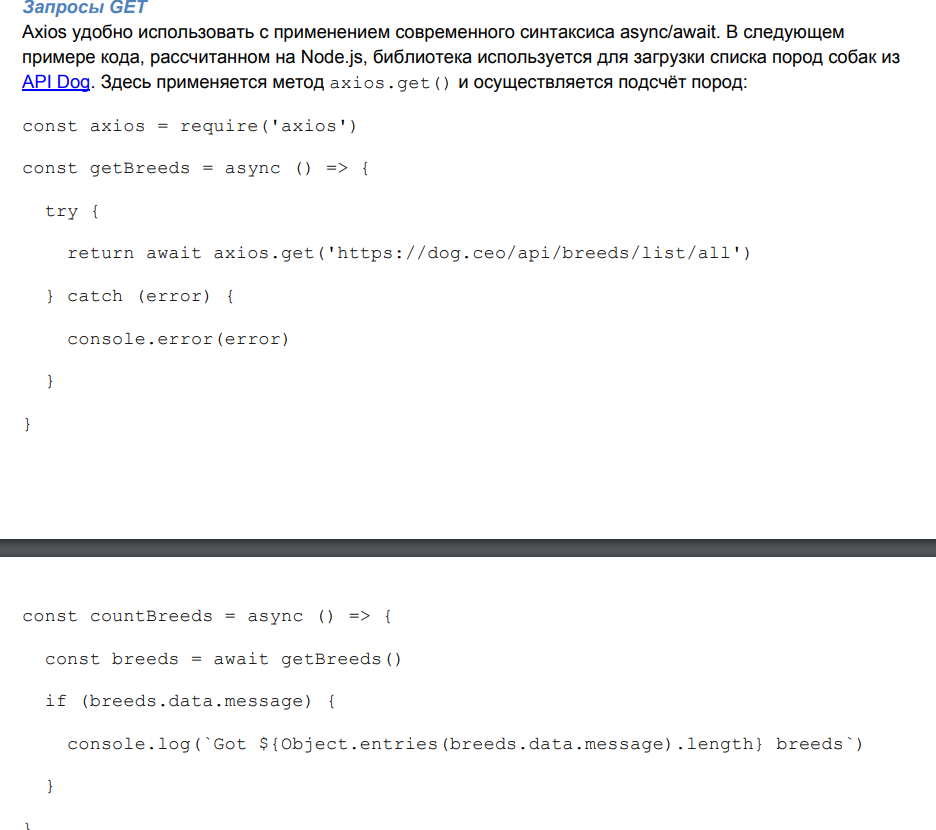 Запросы GET
Axios удобно использовать с применением современного синтаксиса async/await. В следующем
примере кода, рассчитанном на Node.js, библиотека используется для загрузки списка пород собак из
API Dog. Здесь применяется метод axios.get() и осуществляется подсчёт пород:
const axios = require('axios')
const getBreeds = async () => {
  try {
    return await axios.get('https://dog.ceo/api/breeds/list/all')
  } catch (error) {
    console.error(error)
  }
}
const countBreeds = async () => {
  const breeds = await getBreeds()
  if (breeds.data.message) {
    console.log(`Got ${Object.entries(breeds.data.message).length} breeds`)
  }
}